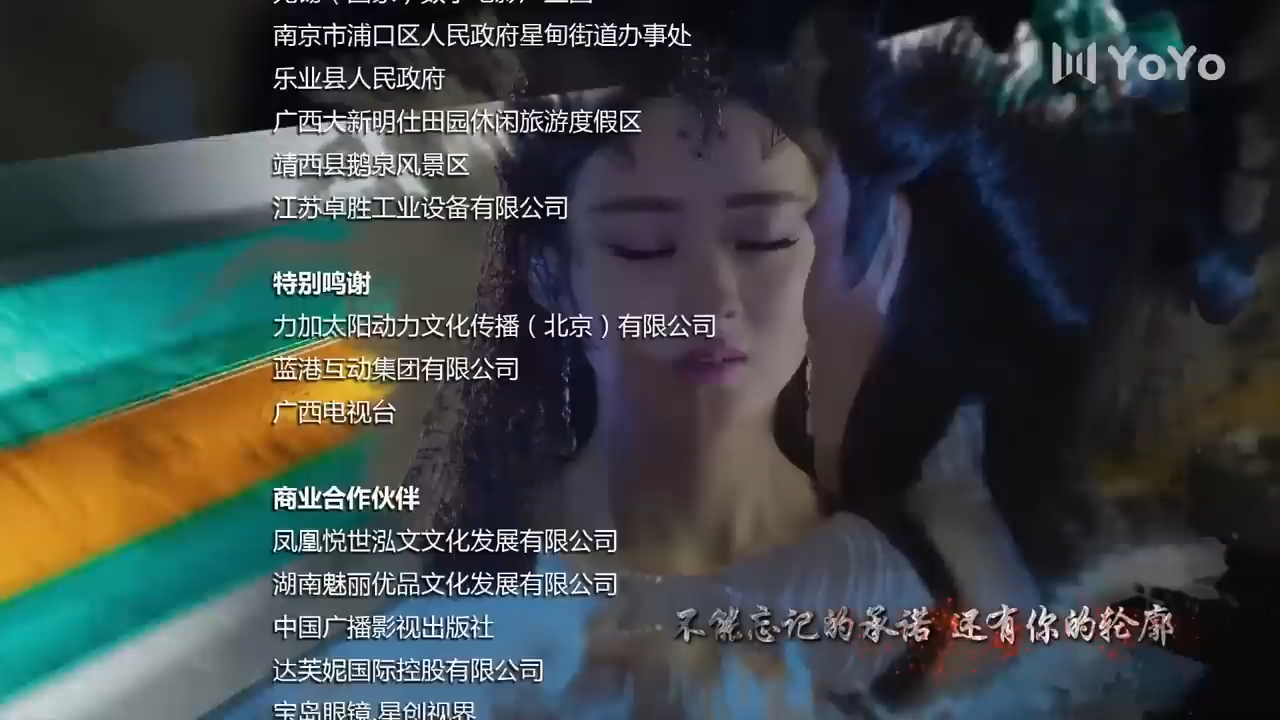 南京市浦口区人民政府星甸街道办事处
YoYo
乐业县人民政府
广西大新明仕田园休闲旅游度假区
靖西县鹅泉风景区
江苏卓胜工业设备有限公司
特别鸣谢
力加太阳动力文化传播（北京）有限公司
蓝港互动集团有限公司
广西电视台
商业合作伙伴
凤凰悦世泓文文化发展有限公司
湖南魅丽优品文化发展有限公司
中国广播影视出版社
不能忘记的承诺 还有你的轮廓
达芙妮国际控股有限公司
宝岛眼镜.星创视界